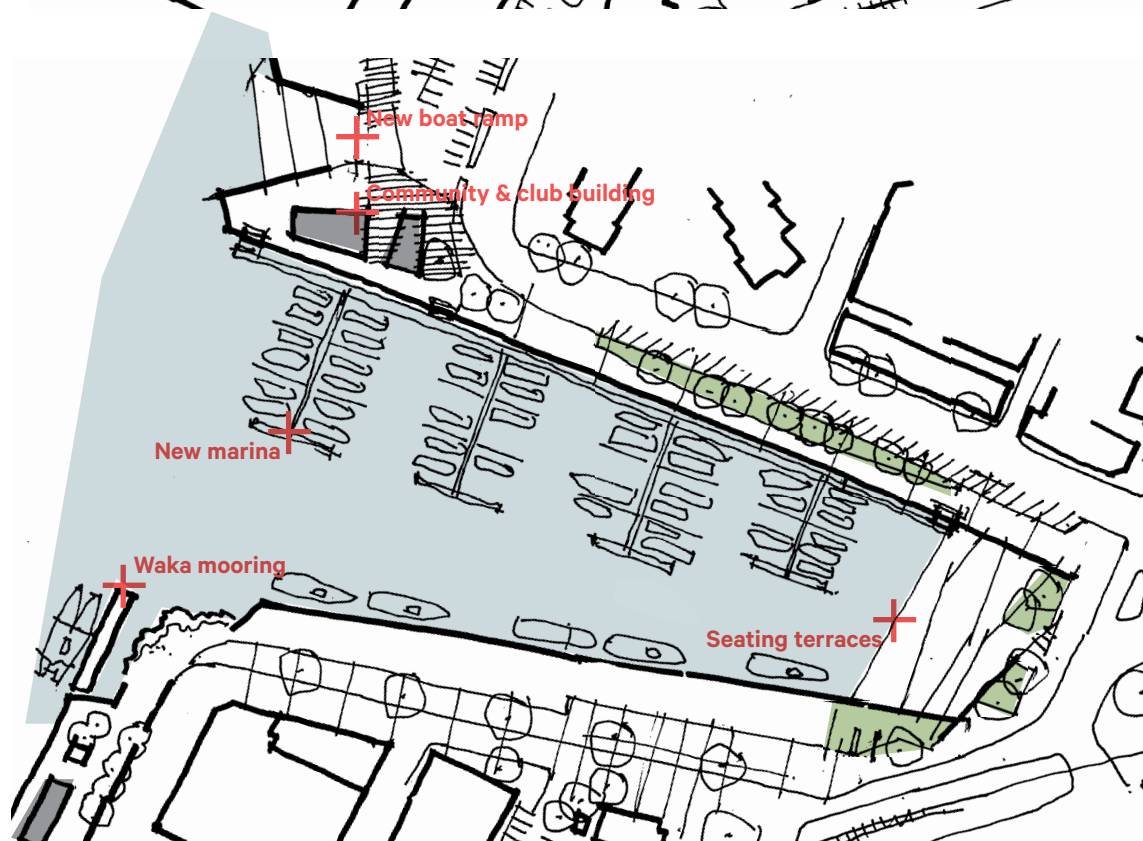 New boat ramp
Community & club building
New marina
Waka mooring
Seating terraces